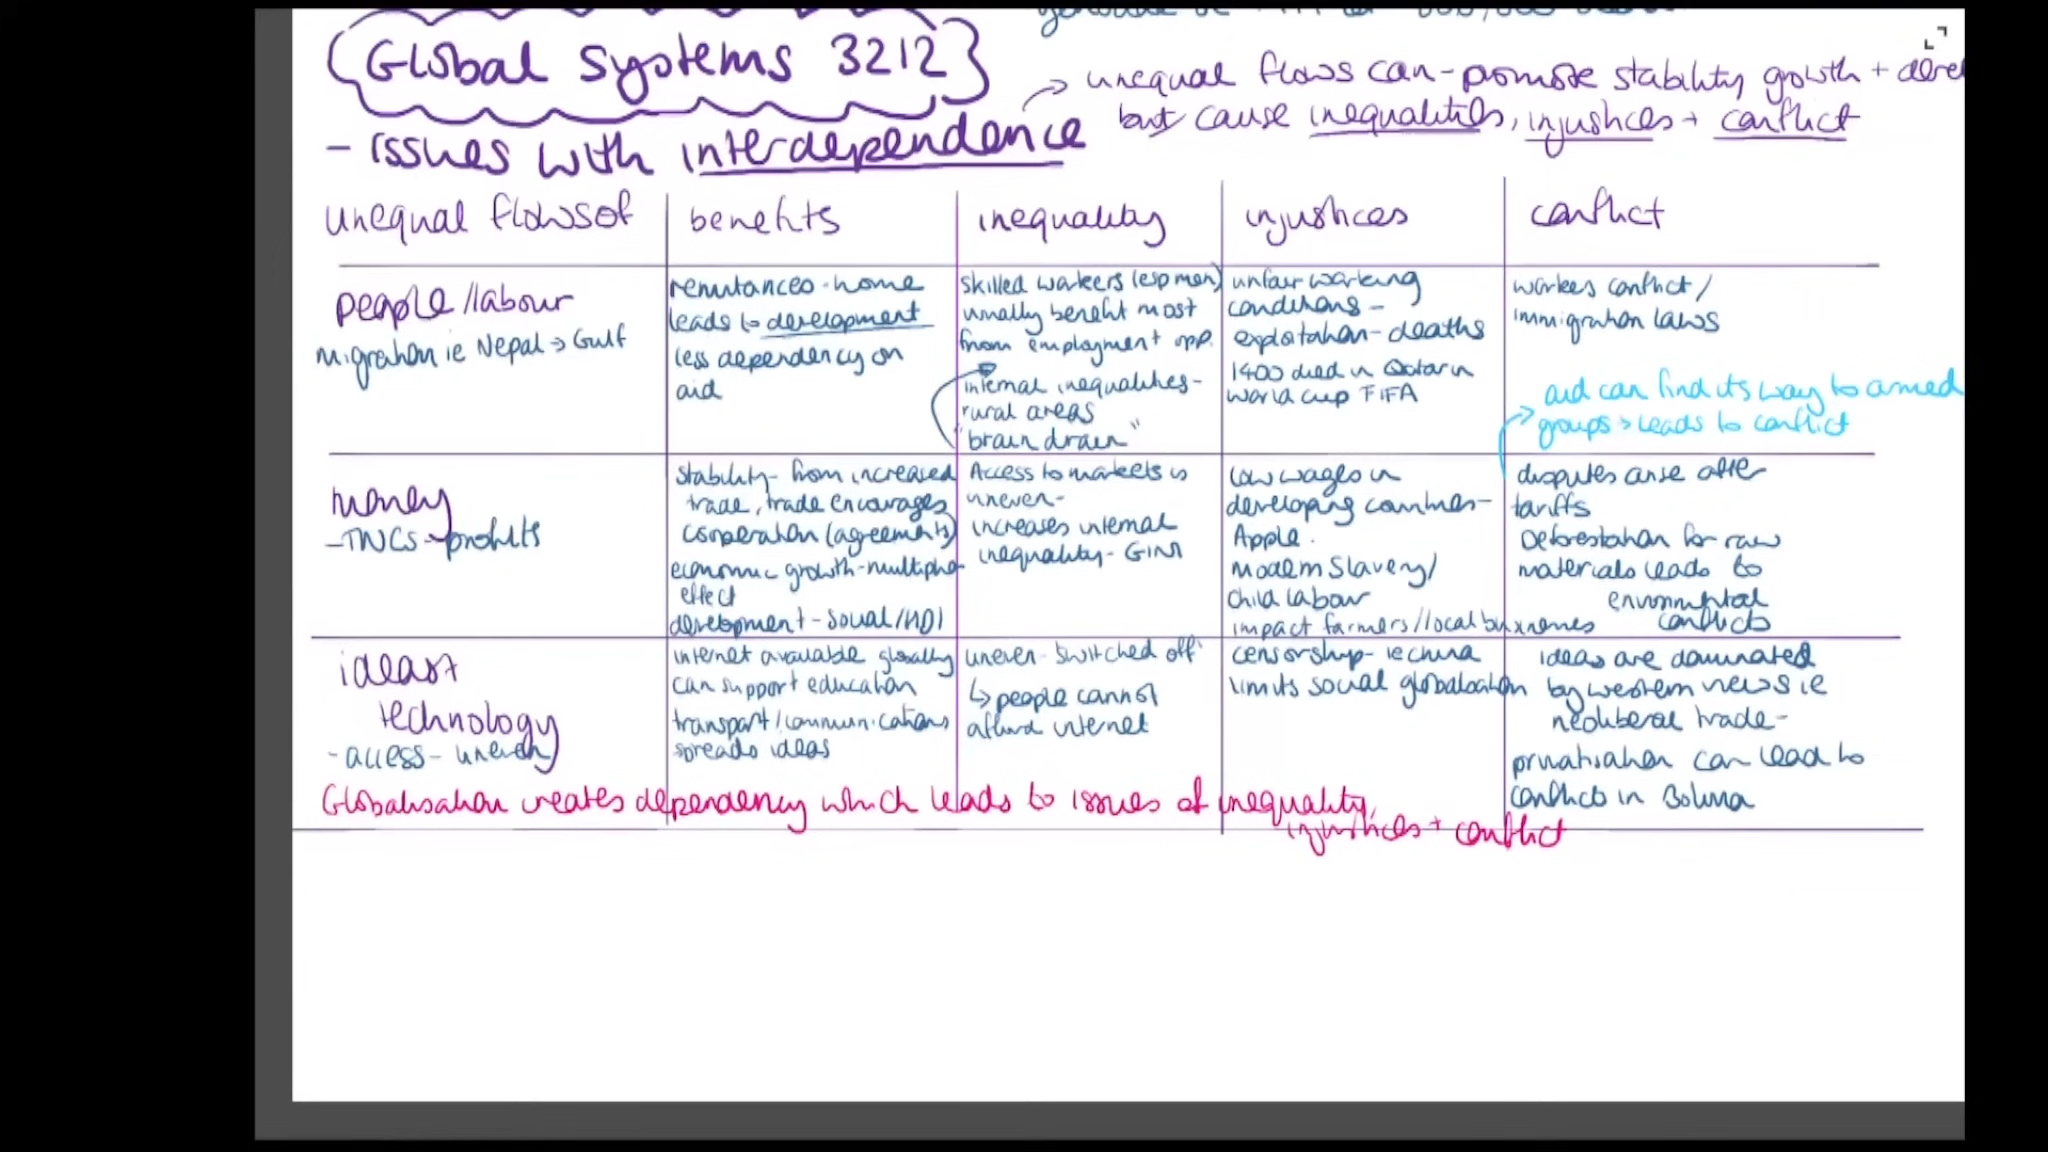 Global systems 3212
→ unequal flows can - promote stability growth +
but cause inequalities, injustices + conflict
- issues with interdependence
unequal flows of
benefits
inequality
injustices
conflict
people/labour
migration ie Nepal → Gulf
remittances - home
leads to development
less dependency on
aid
skilled workers (esp men)
usually benefit most
from employment opp.
internal inequalities -
rural areas
"brain drain"
unfair working
conditions -
exploitation - deaths
1400 died in Qatar in
world cup FIFA
workers conflict/
immigration laws
aid can find its way to armed
groups > leads to conflict
money
- TNCs - profits
stability - from increased
trade, trade encourages
cooperation (agreements)
economic growth - multiplier
effect
development - social/HDI
Access to markets is
uneven -
increases internal
inequality - GINI
low wages in
developing countries -
Apple.
modern slavery/
child labour
impact farmers/local businesses
disputes arise after
tariffs
Deforestation for raw
materials leads to
environmental
conflicts
ideas +
technology
- access - uneven
internet available globally
can support education
transport/communications
spreads ideas
uneven - switched off
↳ people cannot
afford internet
censorship - ie china
limits social globalisation
ideas are dominated
by western news ie
neoliberal trade -
privatisation can lead to
conflicts in Bolivia
Globalisation creates dependency which leads to issues of inequality,
injustices + conflict